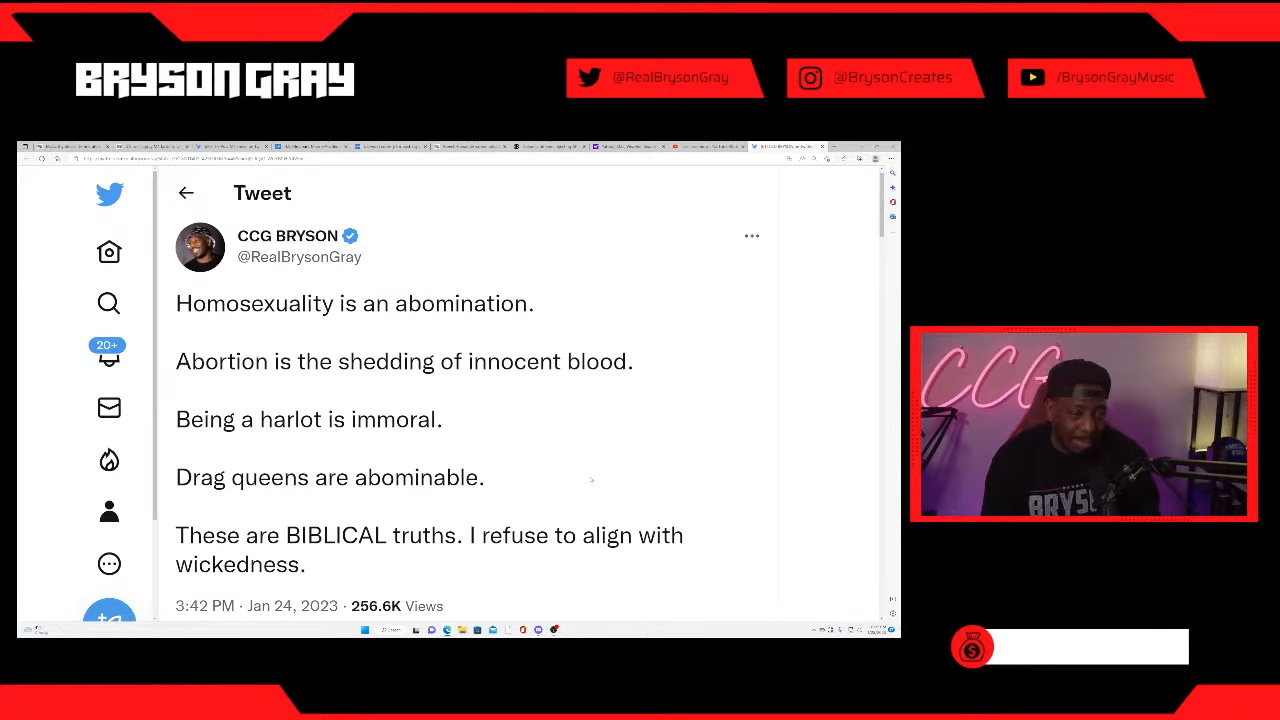 BRYSON GRAY
@RealBrysonGray
@BrysonCreates
/BrysonGrayMusic
Tweet
CCG BRYSON
@RealBrysonGray
Homosexuality is an abomination.
20+
Abortion is the shedding of innocent blood.
Being a harlot is immoral.
Drag queens are abominable.
These are BIBLICAL truths. I refuse to align with
wickedness.
3:42 PM · Jan 24, 2023 · 256.6K Views
CCG
BRYS